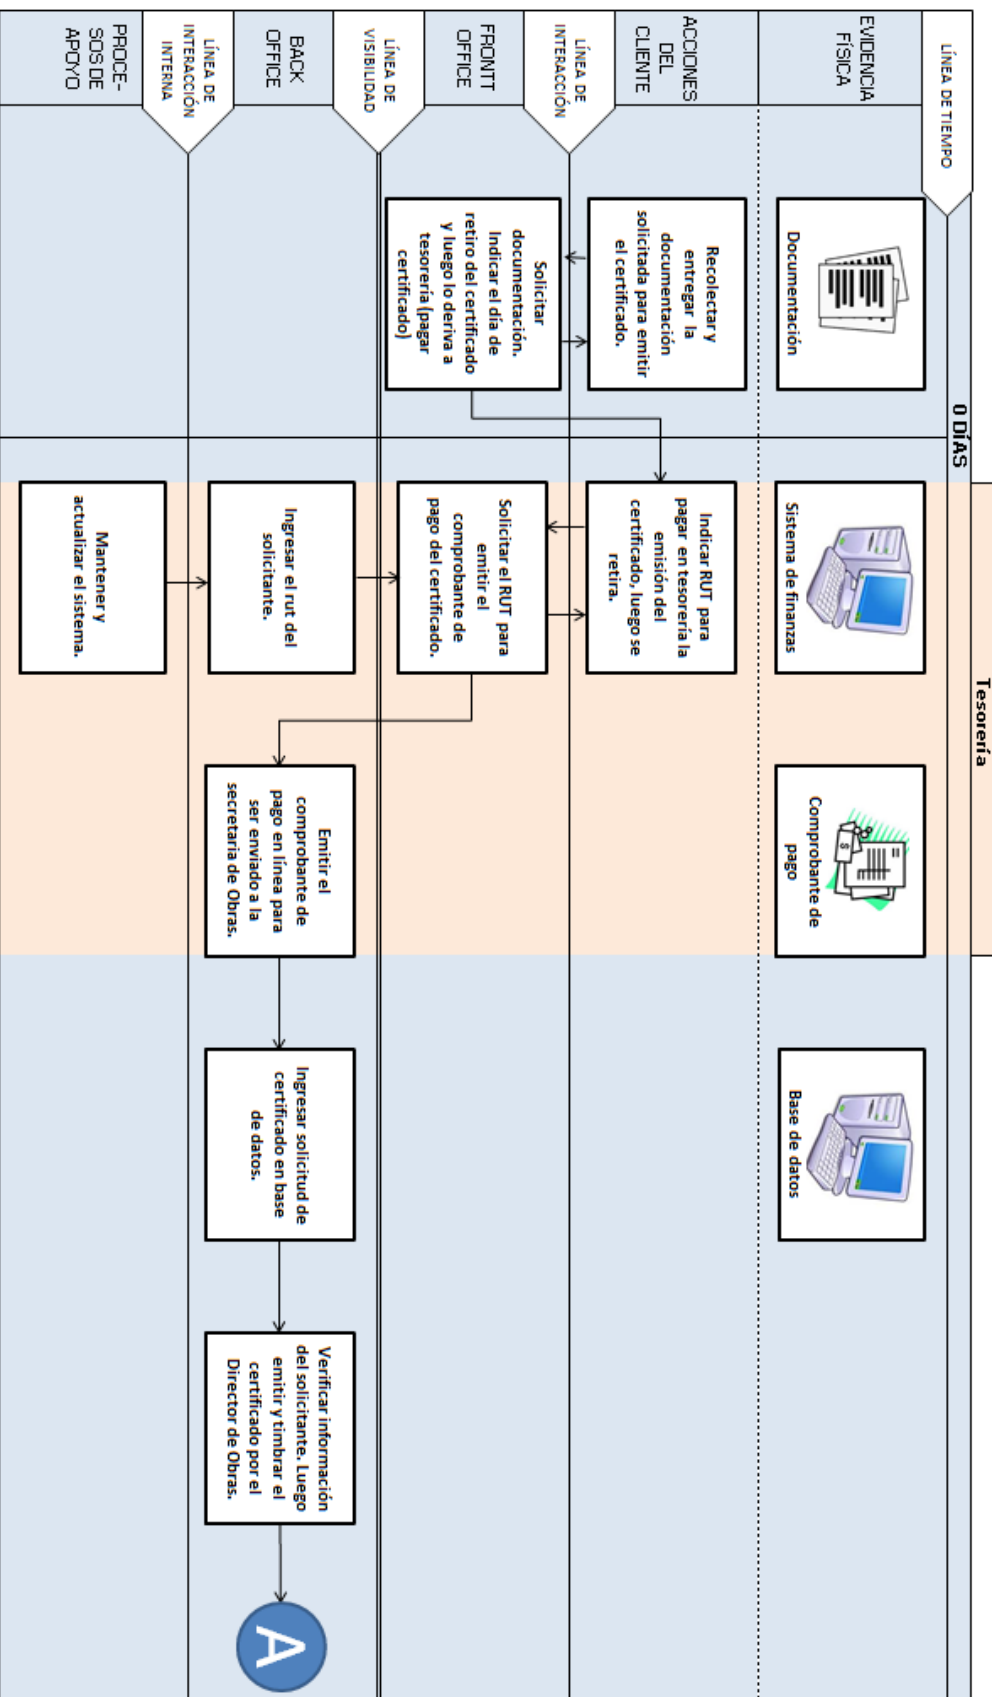 Tesorería
LÍNEA DE TIEMPO
0 DÍAS
EVIDENCIA
FÍSICA
Documentación
Sistema de finanzas
Comprobante de
pago
Base de datos
ACCIONES
DEL
CLIENTE
Recolectar y
entregar la
documentación
solicitada para emitir
el certificado.
Indicar RUT para
pagar en tesorería la
emisión del
certificado, luego se
retira.
LÍNEA DE
INTERACCIÓN
FRONTT
OFFICE
Solicitar
documentación.
Indicar el día de
retiro del certificado
y luego lo deriva a
tesorería (pagar
certificado)
Solicitar el RUT para
emitir el
comprobante de
pago del certificado.
LÍNEA DE
VISIBILIDAD
BACK
OFFICE
Ingresar el rut del
solicitante.
Emitir el
comprobante de
pago en línea para
ser enviado a la
secretaria de Obras.
Ingresar solicitud de
certificado en base
de datos.
Verificar información
del solicitante. Luego
emitir y timbrar el
certificado por el
Director de Obras.
A
LÍNEA DE
INTERACCIÓN
INTERNA
PROCE-
SOS DE
APOYO
Mantener y
actualizar el sistema.